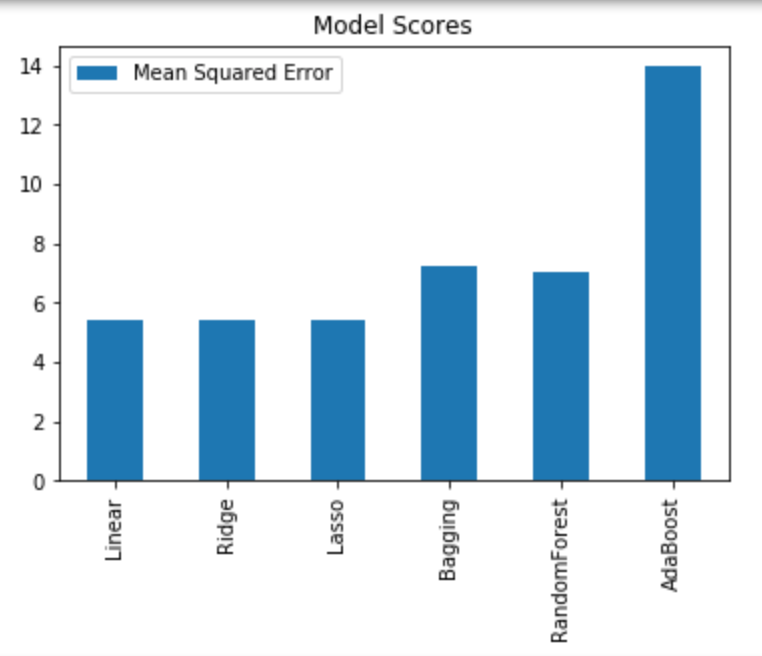 Model Scores
Mean Squared Error
14
12
10
8
6
4
2
0
Linear
Ridge
Lasso
Bagging
RandomForest
AdaBoost